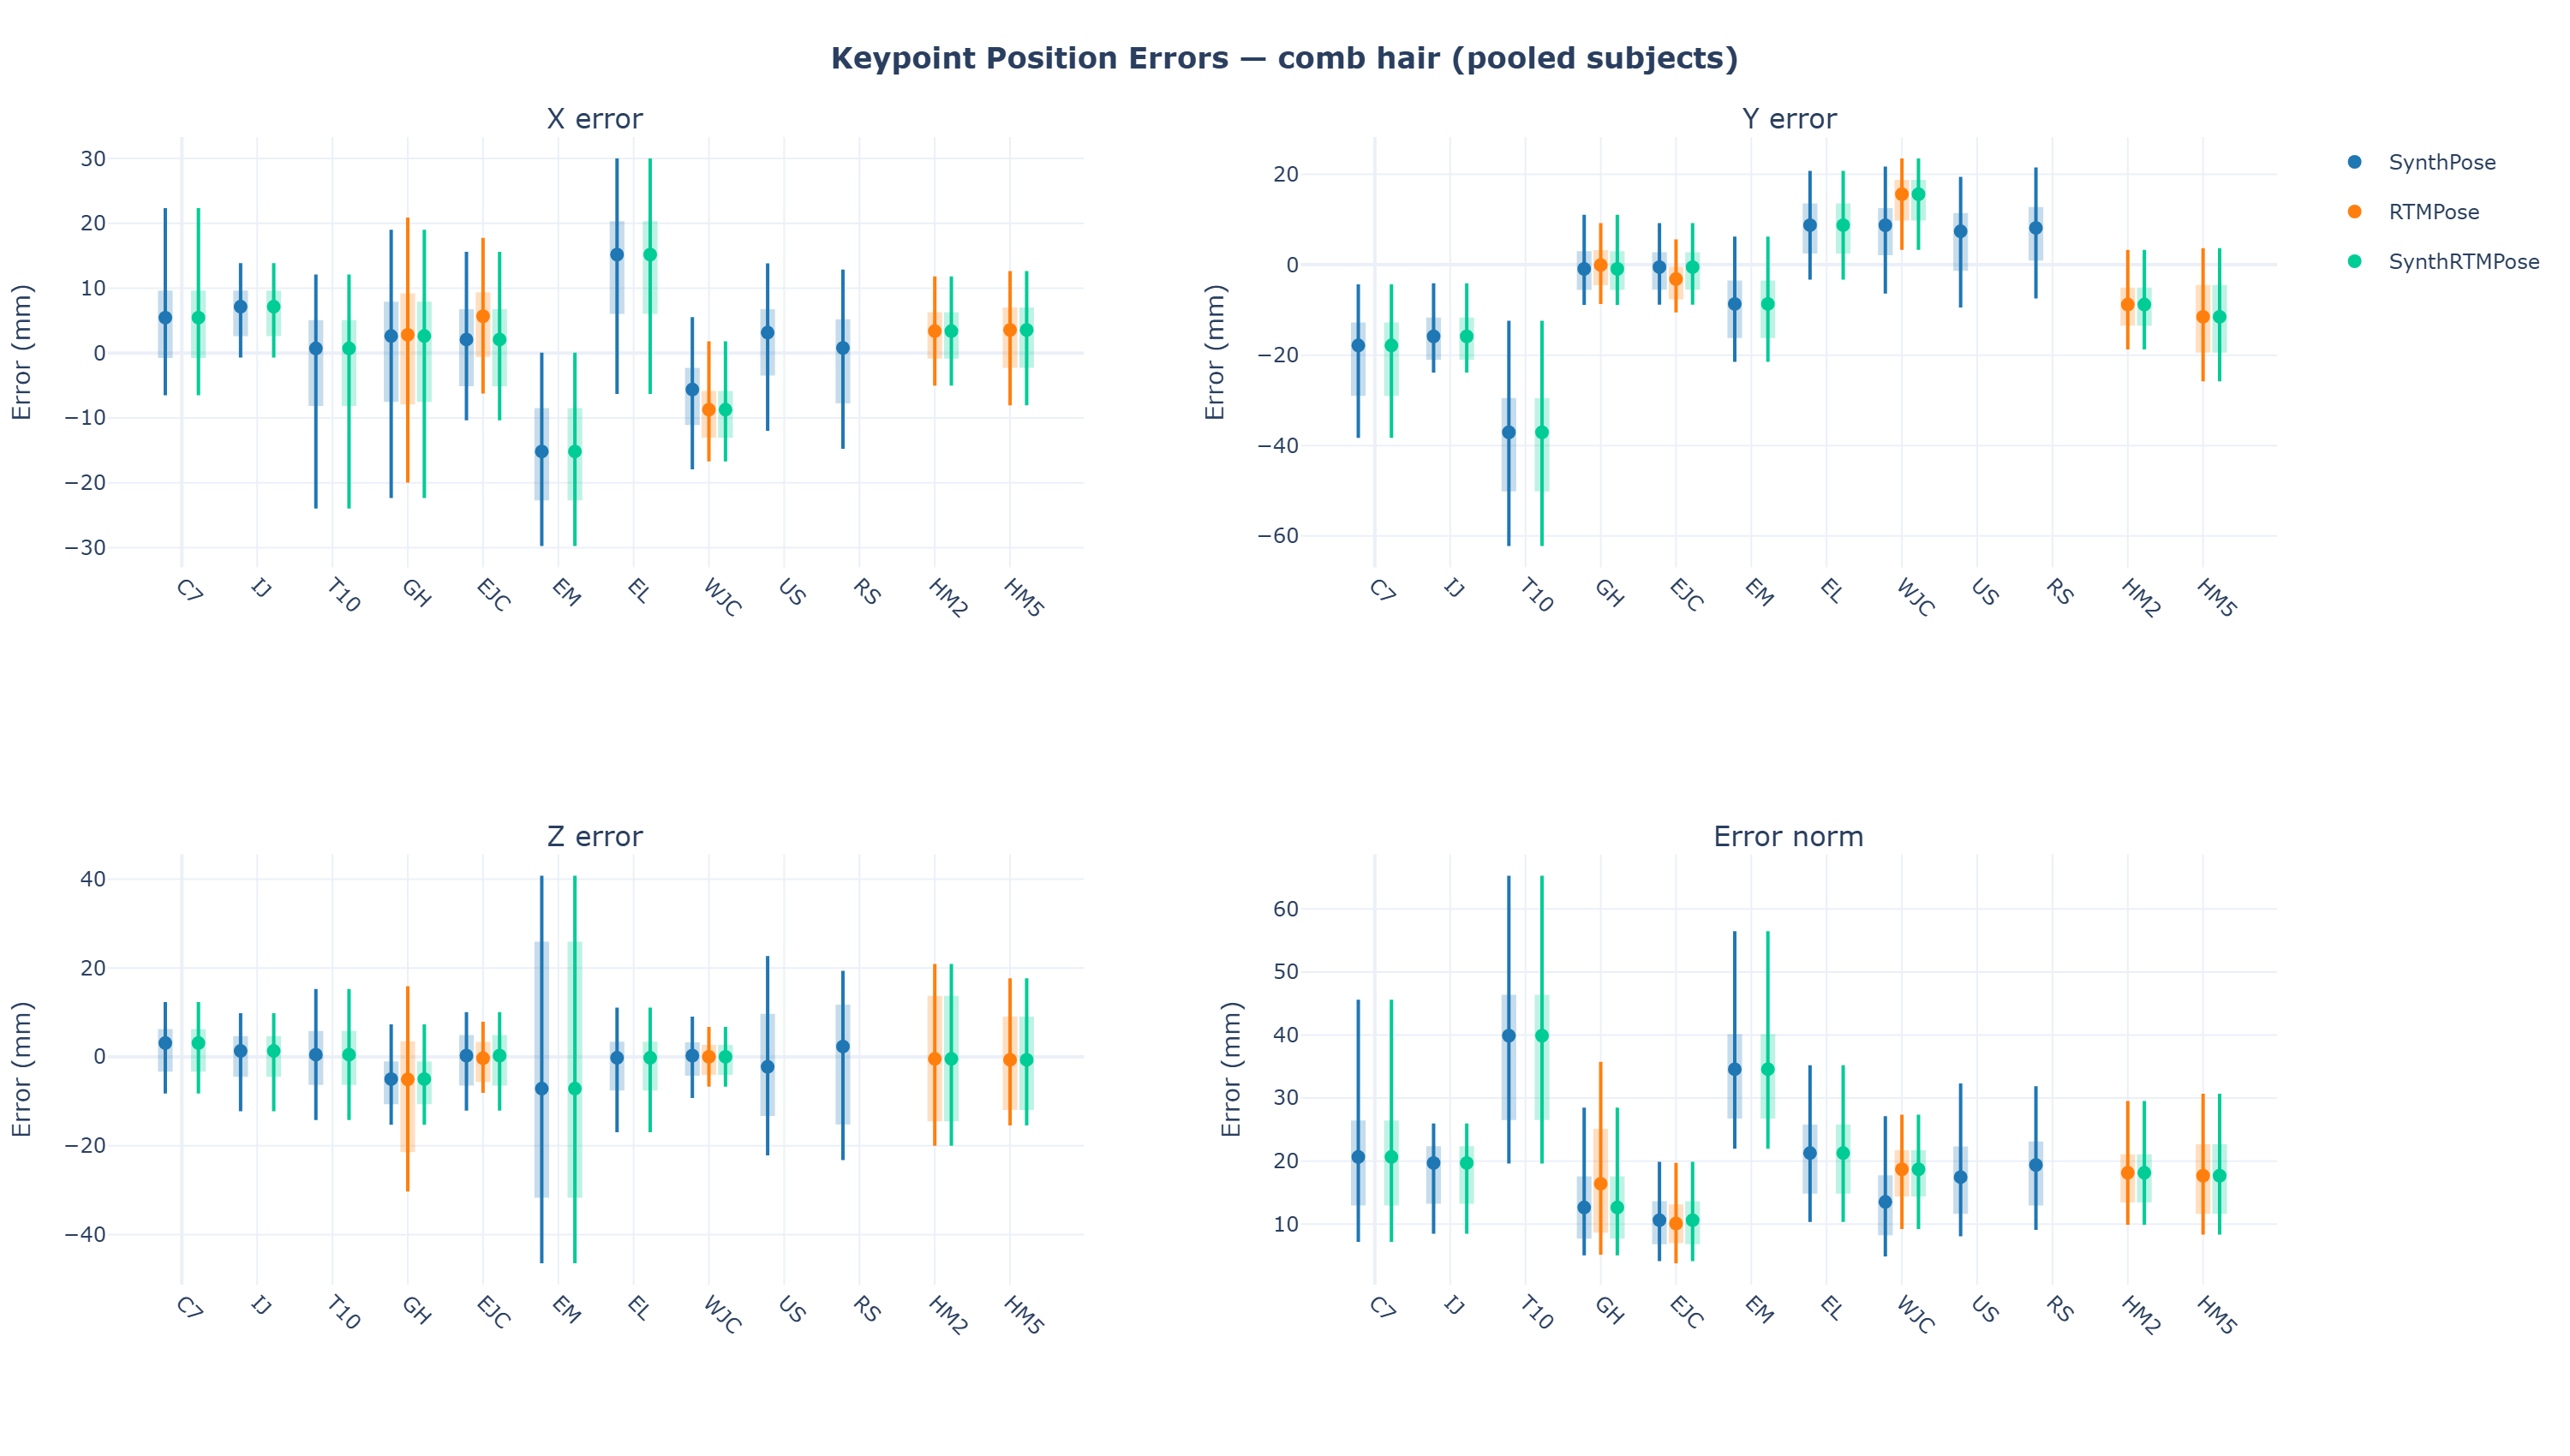 Keypoint Position Errors — comb hair (pooled subjects)
X error
Error (mm)
30
20
10
0
−10
−20
−30
C7
IJ
T10
GH
EJC
EM
EL
WJC
US
RS
HM2
HM5
Y error
Error (mm)
20
0
−20
−40
−60
C7
IJ
T10
GH
EJC
EM
EL
WJC
US
RS
HM2
HM5
SynthPose
RTMPose
SynthRTMPose
Z error
Error (mm)
40
20
0
−20
−40
C7
IJ
T10
GH
EJC
EM
EL
WJC
US
RS
HM2
HM5
Error norm
Error (mm)
60
50
40
30
20
10
C7
IJ
T10
GH
EJC
EM
EL
WJC
US
RS
HM2
HM5